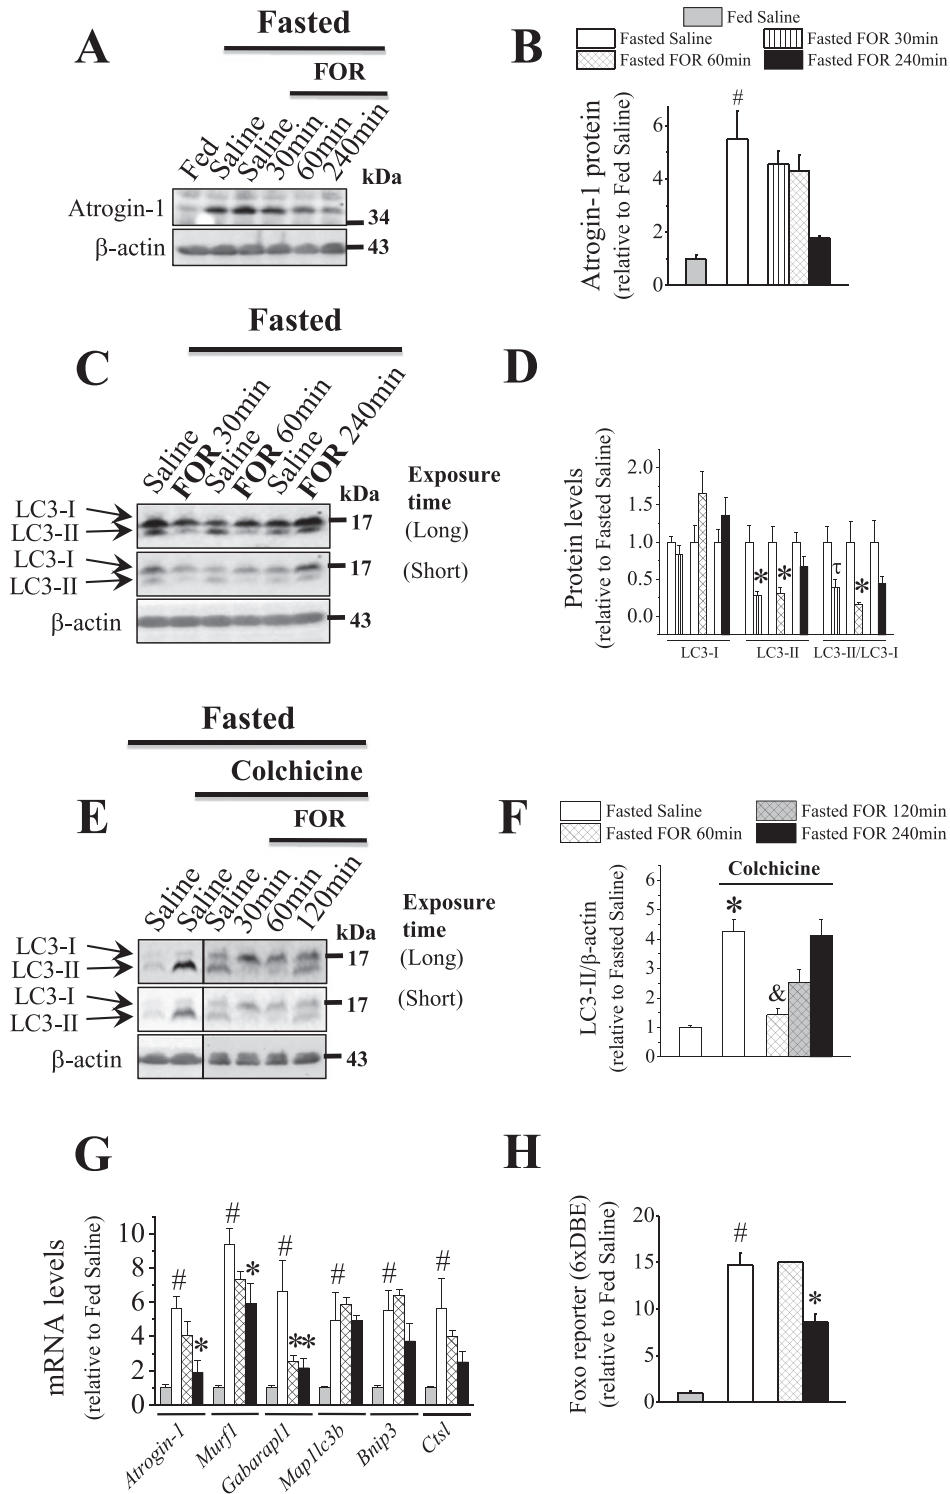 A
Fasted
FOR
Fed
Saline
Saline
30min
60min
240min
kDa
Atrogin-1
34
β-actin
43
B
Fed Saline
Fasted Saline
Fasted FOR 30min
Fasted FOR 60min
Fasted FOR 240min
Atrogin-1 protein
(relative to Fed Saline)
6
4
2
0
#
C
Fasted
Saline
FOR 30min
Saline
FOR 60min
Saline
FOR 240min
kDa
Exposure
time
LC3-I
LC3-II
17
(Long)
LC3-I
LC3-II
17
(Short)
β-actin
43
D
Protein levels
(relative to Fasted Saline)
2.0
1.5
1.0
0.5
0.0
*
*
τ
*
LC3-I
LC3-II
LC3-II/LC3-I
E
Fasted
Colchicine
FOR
Saline
Saline
Saline
30min
60min
120min
kDa
Exposure
time
LC3-I
LC3-II
17
(Long)
LC3-I
LC3-II
17
(Short)
β-actin
43
F
Fasted Saline
Fasted FOR 120min
Fasted FOR 60min
Fasted FOR 240min
Colchicine
LC3-II/β-actin
(relative to Fasted Saline)
6
5
4
3
2
1
0
*
&
G
mRNA levels
(relative to Fed Saline)
10
8
6
4
2
0
#
*
#
*
#
**
#
#
#
Atrogin-1
Murf1
Gabarapl1
Map1lc3b
Bnip3
Ctsl
H
Foxo reporter (6xDBE)
(relative to Fed Saline)
20
15
10
5
0
#
*